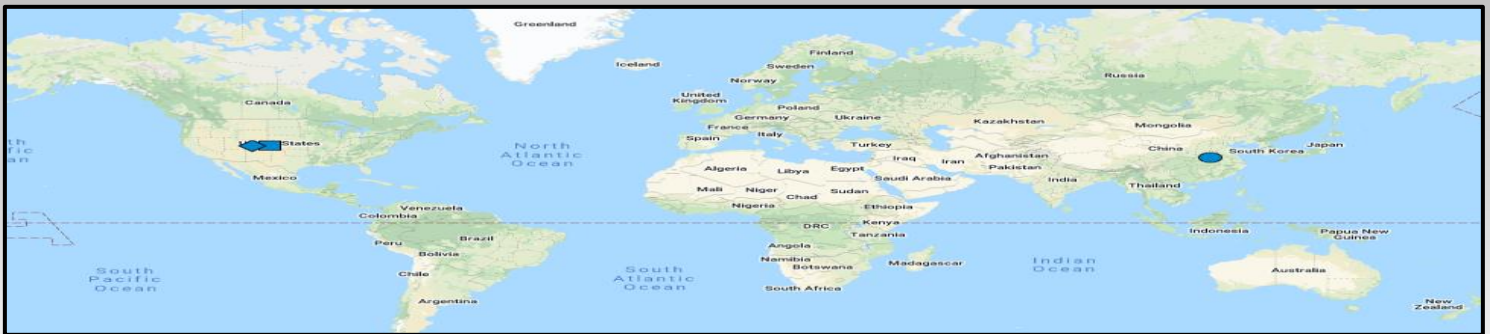 Greenland
Iceland
Finland
Sweden
Norway
Russia
Canada
United
Kingdom
Poland
Germany
Ukraine
France
Italy
Kazakhstan
Mongolia
Spain
Turkey
States
North
Atlantic
Ocean
China
South Korea
Japan
Iraq
Iran
Afghanistan
Pakistan
Algeria
Libya
Egypt
Saudi Arabia
India
Mexico
Mali
Niger
Chad
Sudan
Thailand
Venezuela
Colombia
Nigeria
Ethiopia
DRC
Kenya
Tanzania
Indonesia
Papua New
Guinea
Peru
Brazil
Bolivia
Angola
Namibia
Botswana
Madagascar
South
Pacific
Ocean
Chile
South
Atlantic
Ocean
Indian
Ocean
Australia
South Africa
Argentina
New
Zealand